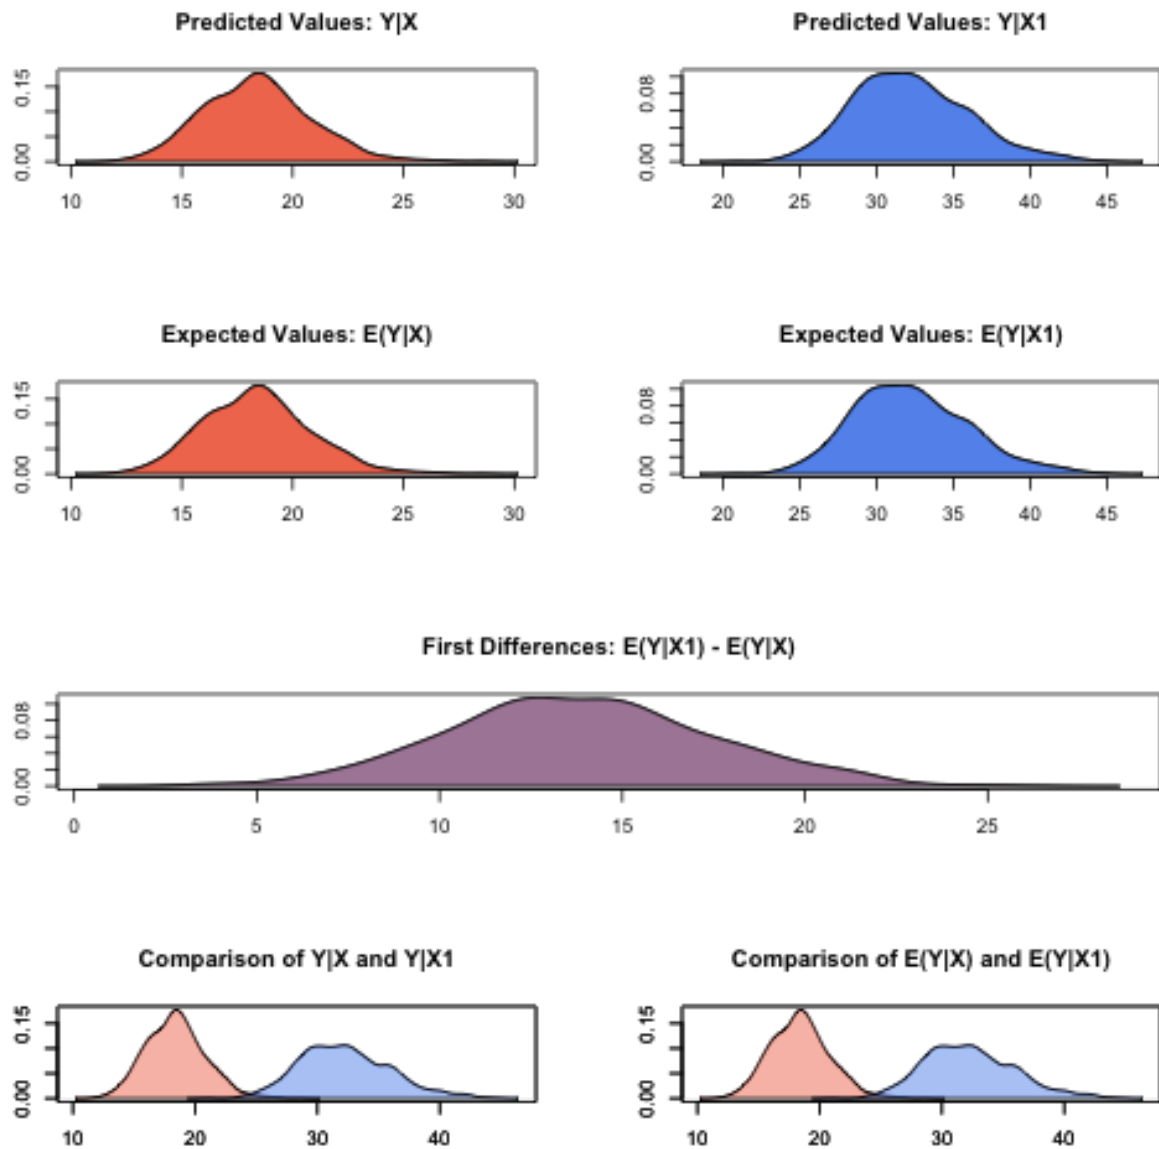 Predicted Values: Y|X
Predicted Values: Y|X1
0.00 0.15
10 15 20 25 30
0.00 0.08
20 25 30 35 40 45
Expected Values: E(Y|X)
Expected Values: E(Y|X1)
0.00 0.15
10 15 20 25 30
0.00 0.08
20 25 30 35 40 45
First Differences: E(Y|X1) - E(Y|X)
0.00 0.08
0 5 10 15 20 25
Comparison of Y|X and Y|X1
Comparison of E(Y|X) and E(Y|X1)
0.00 0.15
10 20 30 40
0.00 0.15
10 20 30 40